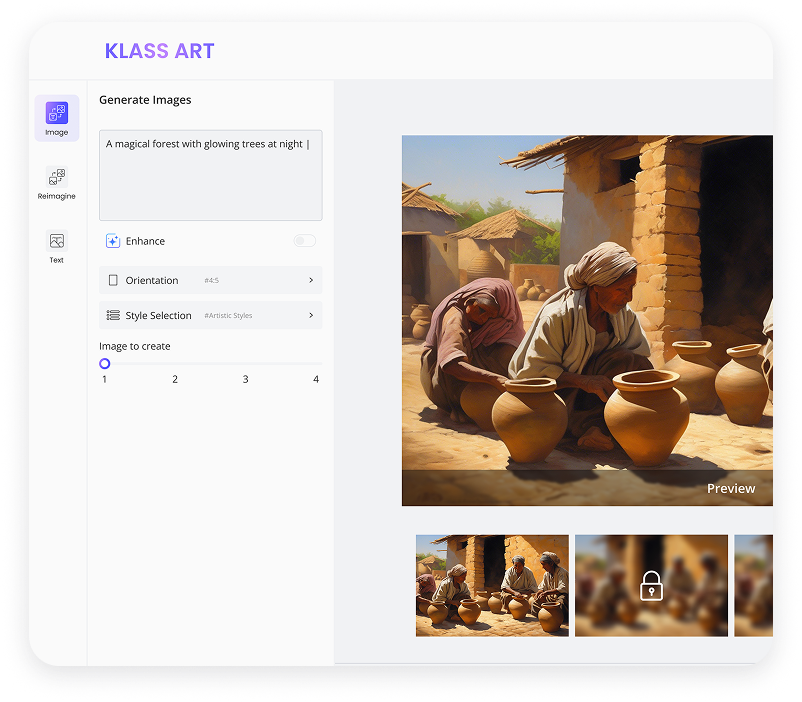 KLASS ART
Image
Reimagine
Text
Generate Images
A magical forest with glowing trees at night |
Enhance
Orientation #4:5
Style Selection #Artistic Styles
Image to create
1 2 3 4
Preview